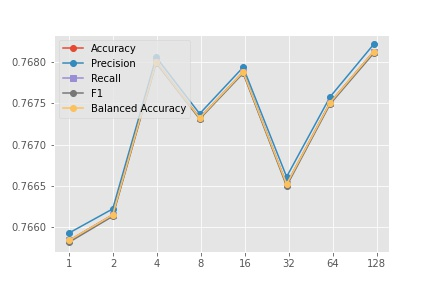 Accuracy
Precision
Recall
F1
Balanced Accuracy
0.7680
0.7675
0.7670
0.7665
0.7660
1 2 4 8 16 32 64 128